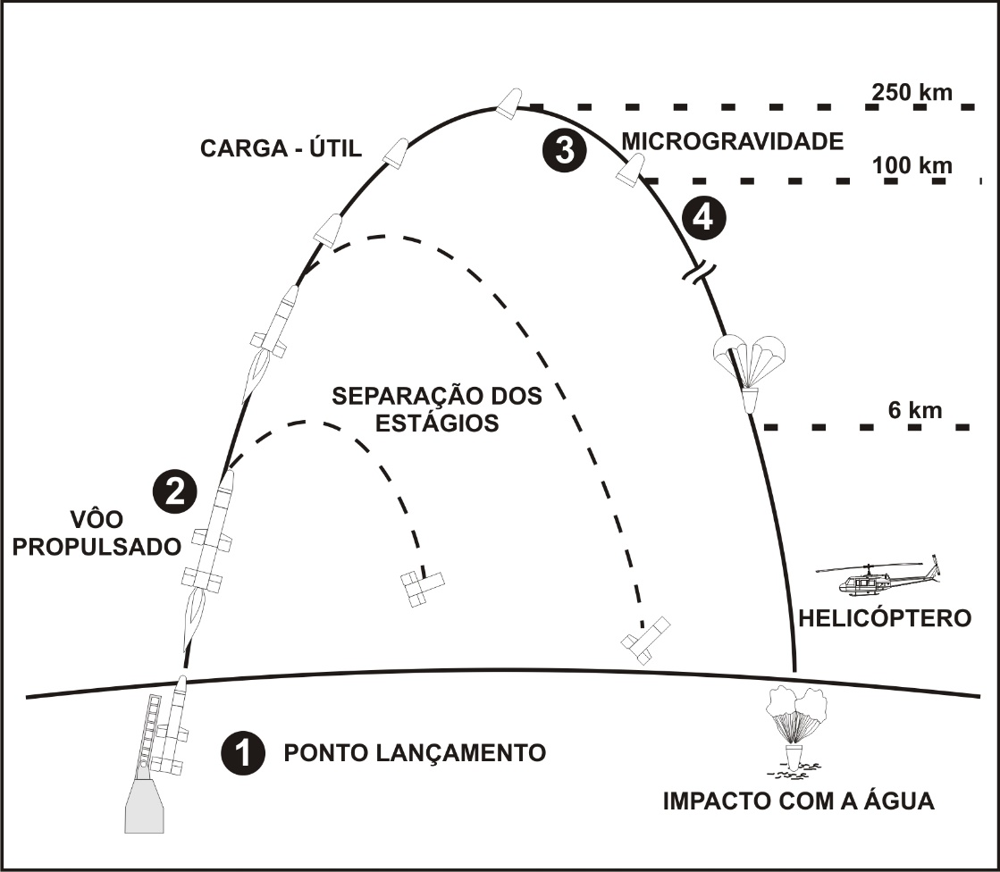 250 km
CARGA - ÚTIL
3
MICROGRAVIDADE
100 km
4
SEPARAÇÃO DOS
ESTÁGIOS
6 km
2
VÔO
PROPULSADO
HELICÓPTERO
1
PONTO LANÇAMENTO
IMPACTO COM A ÁGUA